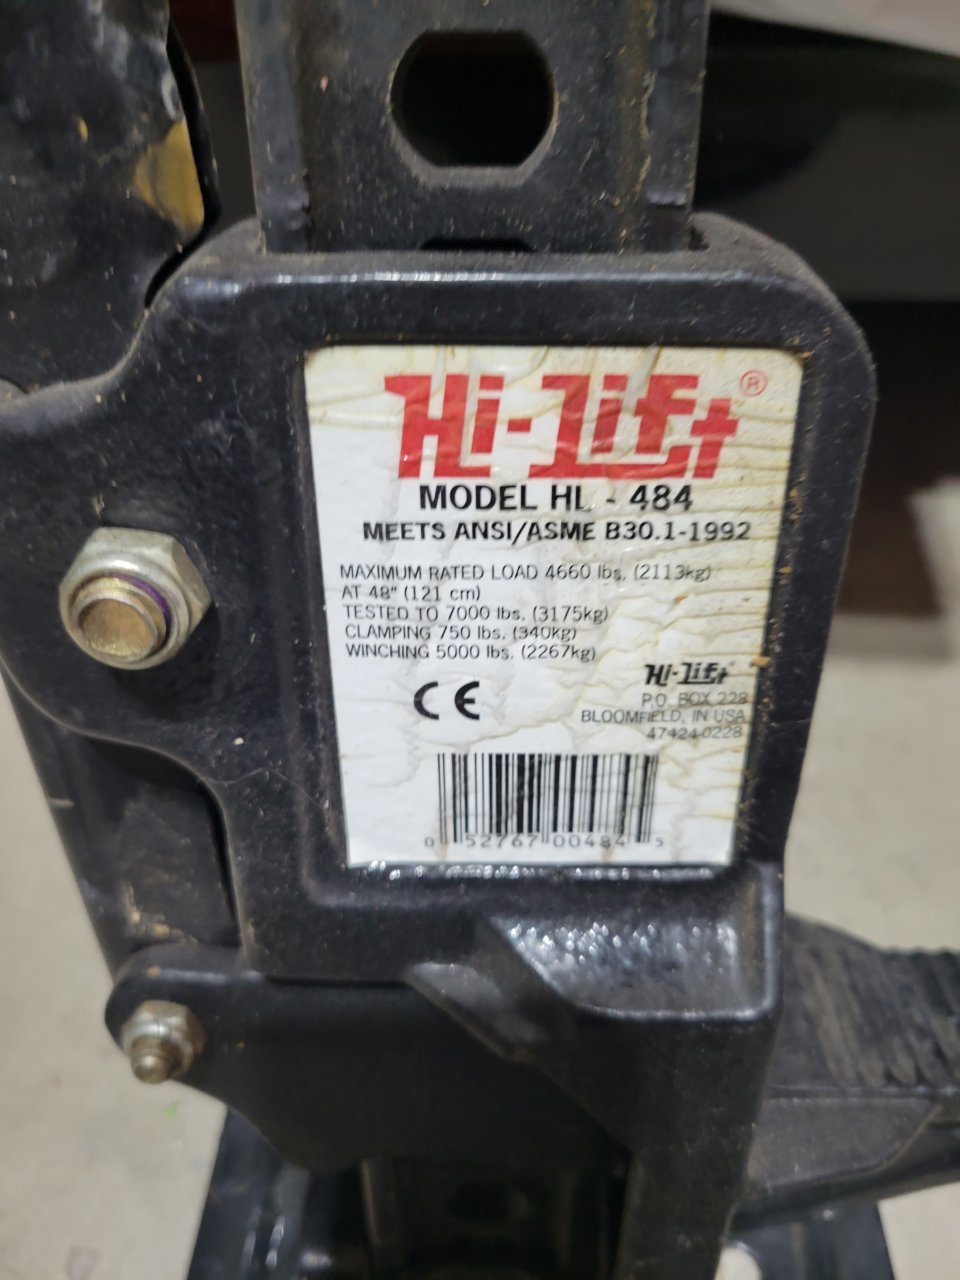 Hi-Lift®
MODEL HL - 484
MEETS ANSI/ASME B30.1-1992
MAXIMUM RATED LOAD 4660 lbs. (2113kg)
AT 48" (121 cm)
TESTED TO 7000 lbs. (3175kg)
CLAMPING 750 lbs. (340kg)
WINCHING 5000 lbs. (2267kg)
CE
Hi-Lift®
P.O. BOX 228
BLOOMFIELD, IN USA
47424-0228
0 52767 00484 5